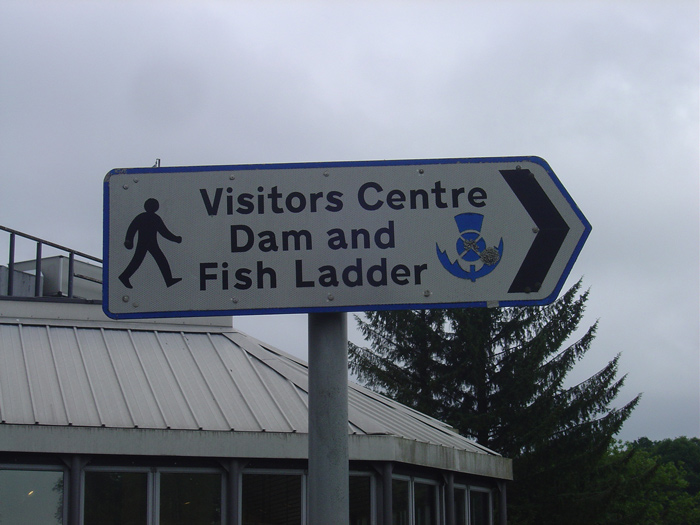 Visitors Centre
Dam and
Fish Ladder